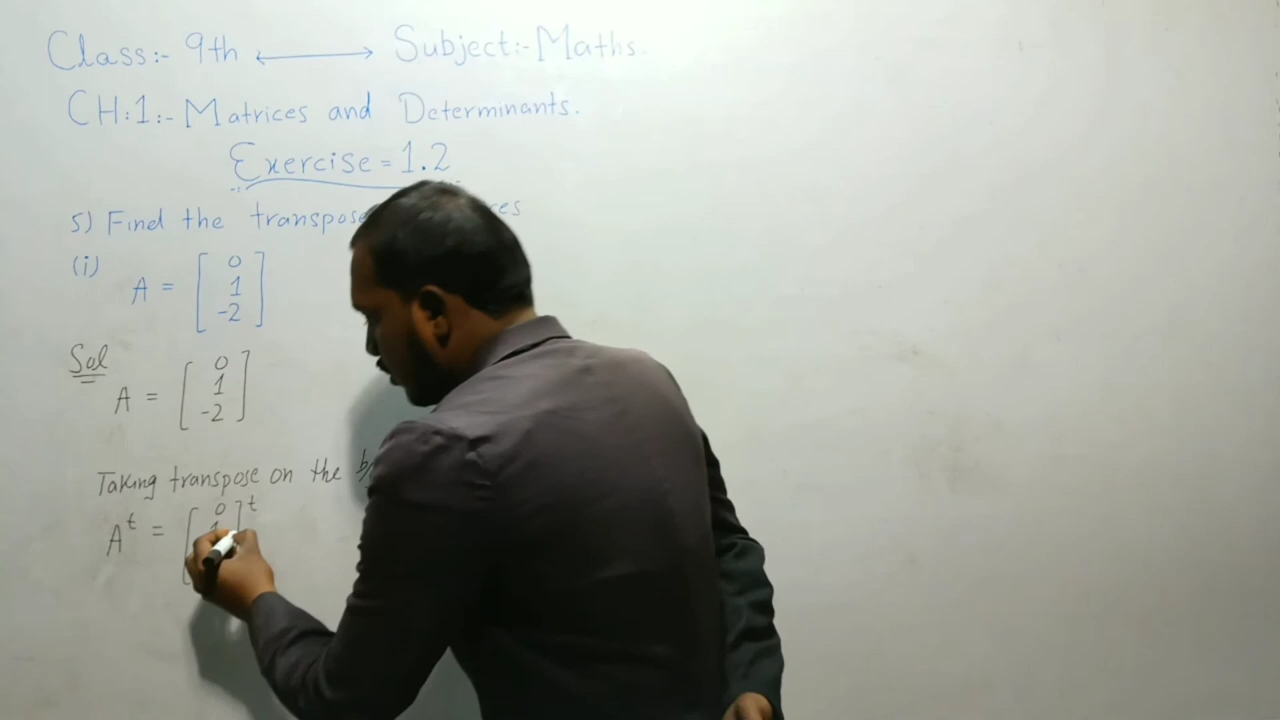 Class:- 9th ⟷ Subject:- Maths.
CH:1:- Matrices and Determinants.
Exercise = 1.2
5) Find the transpose
(i) A = [ 0
1
-2 ]
Sol
A = [ 0
1
-2 ]
Taking transpose on the
A^t = [ 0
1 ]^t